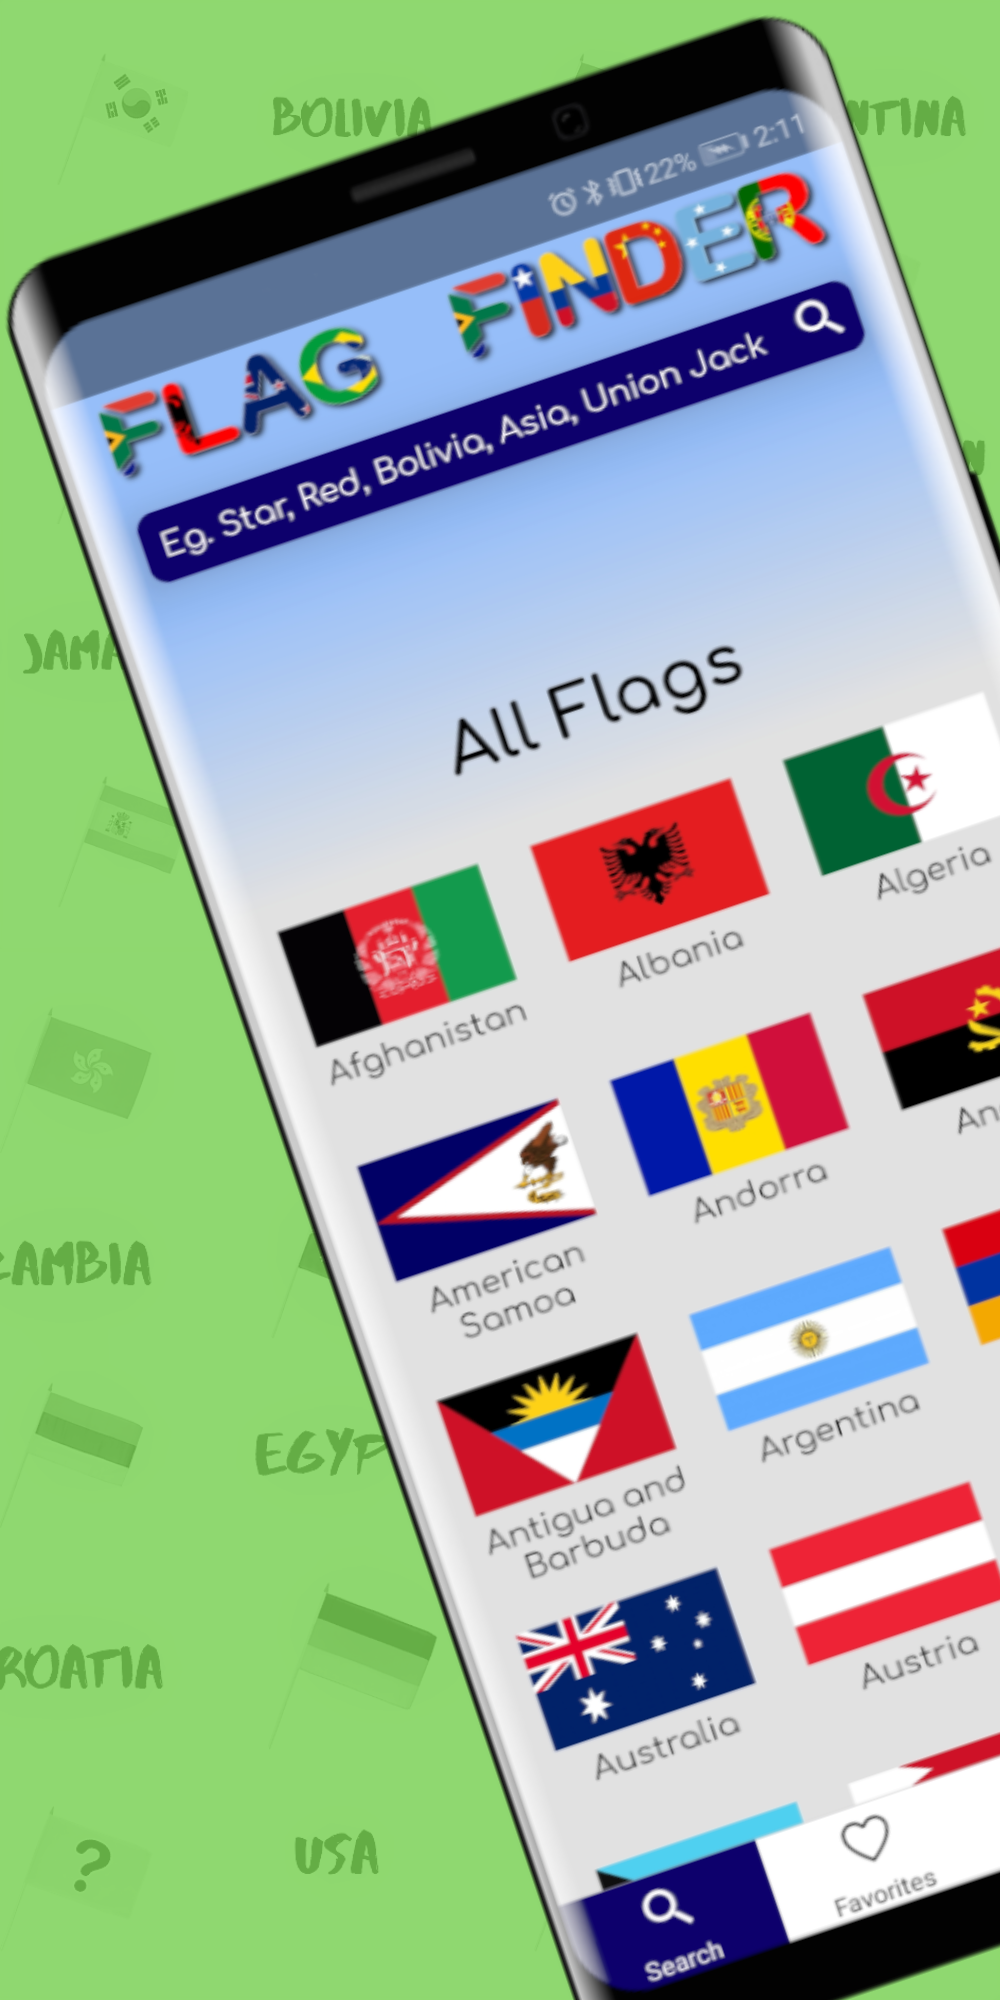 BOLIVIA
NTINA
22% 2:11
FLAG FINDER
Eg. Star, Red, Bolivia, Asia, Union Jack
N
JAMA
All Flags
Afghanistan
Albania
Algeria
American
Samoa
Andorra
An
ZAMBIA
Antigua and
Barbuda
Argentina
EGYP
Australia
Austria
ROATIA
?
USA
Search
Favorites